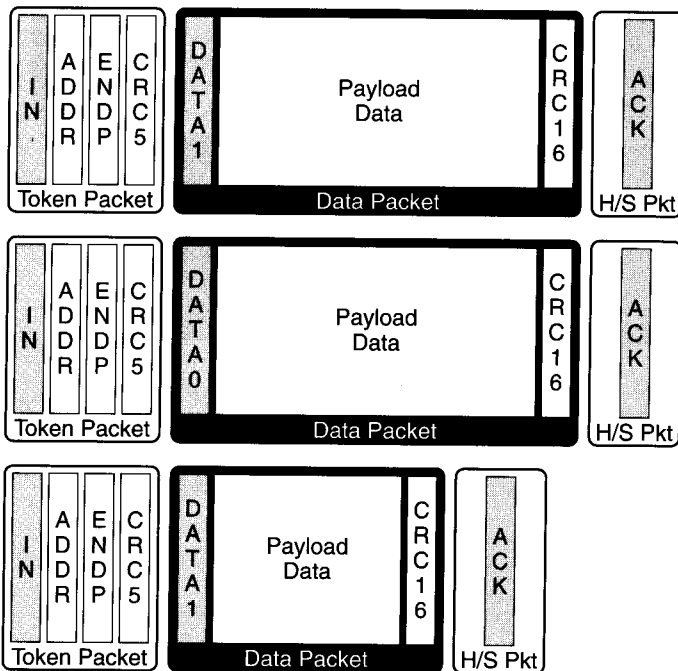 IN
ADDR
ENDP
CRC5
Token Packet
DATA1
Payload
Data
CRC16
Data Packet
ACK
H/S Pkt
IN
ADDR
ENDP
CRC5
Token Packet
DATA0
Payload
Data
CRC16
Data Packet
ACK
H/S Pkt
IN
ADDR
ENDP
CRC5
Token Packet
DATA1
Payload
Data
CRC16
Data Packet
ACK
H/S Pkt